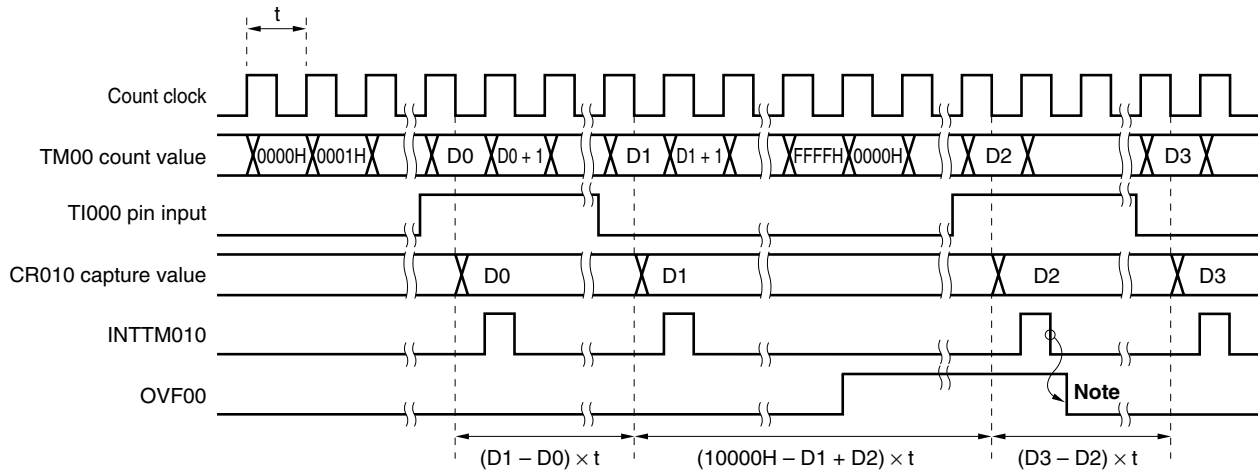 t
Count clock
TM00 count value 0000H 0001H D0 D0 + 1 D1 D1 + 1 FFFFH 0000H D2 D3
TI000 pin input
CR010 capture value D0 D1 D2 D3
INTTM010
OVF00 Note
(D1 – D0) × t (10000H – D1 + D2) × t (D3 – D2) × t